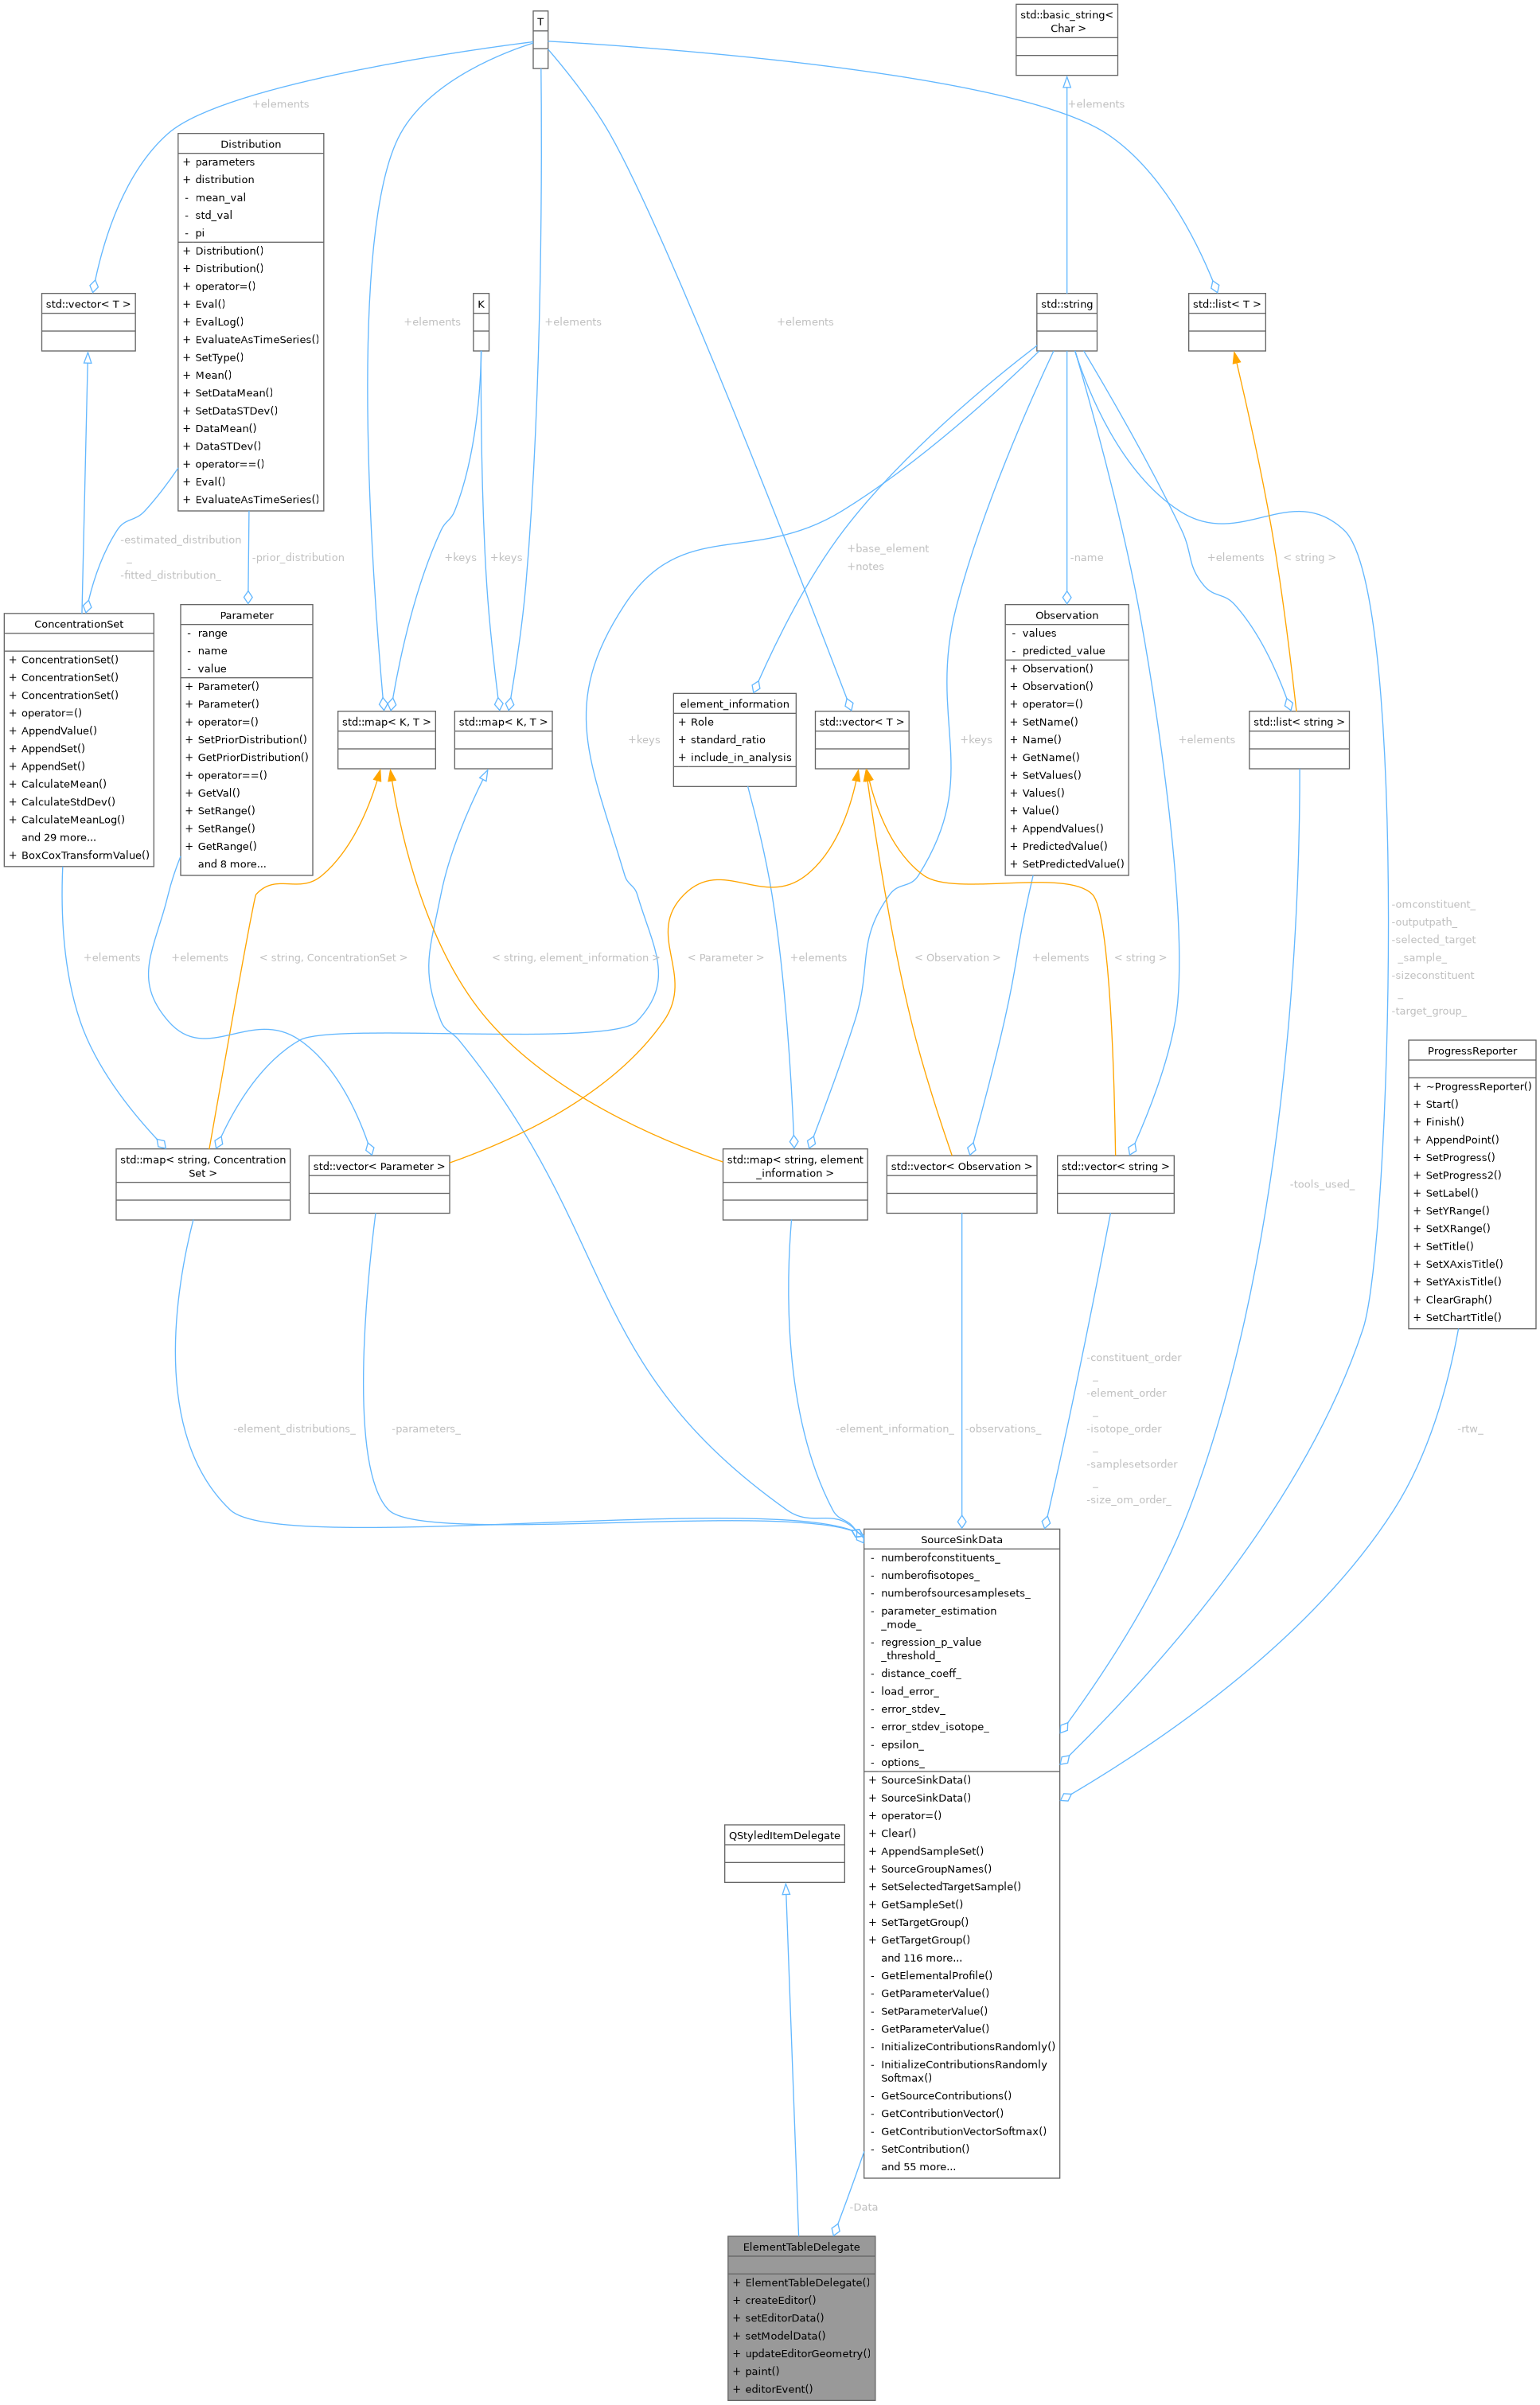 T
std::basic_string<
Char >
+elements
+elements
Distribution
+ parameters
+ distribution
- mean_val
- std_val
- pi
+ Distribution()
+ Distribution()
+ operator=()
+ Eval()
+ EvalLog()
+ EvaluateAsTimeSeries()
+ SetType()
+ Mean()
+ SetDataMean()
+ SetDataSTDev()
+ DataMean()
+ DataSTDev()
+ operator==()
+ Eval()
+ EvaluateAsTimeSeries()
std::vector< T >
K
std::string
std::list< T >
+elements
+elements
+elements
-estimated_distribution
_
-fitted_distribution_
-prior_distribution
+keys
+keys
+base_element
+notes
-name
+elements
< string >
ConcentrationSet
+ ConcentrationSet()
+ ConcentrationSet()
+ ConcentrationSet()
+ operator=()
+ AppendValue()
+ AppendSet()
+ AppendSet()
+ CalculateMean()
+ CalculateStdDev()
+ CalculateMeanLog()
and 29 more...
+ BoxCoxTransformValue()
Parameter
- range
- name
- value
+ Parameter()
+ Parameter()
+ operator=()
+ SetPriorDistribution()
+ GetPriorDistribution()
+ operator==()
+ GetVal()
+ SetRange()
+ SetRange()
+ GetRange()
and 8 more...
std::map< K, T >
std::map< K, T >
+keys
element_information
+ Role
+ standard_ratio
+ include_in_analysis
std::vector< T >
+keys
Observation
- values
- predicted_value
+ Observation()
+ Observation()
+ operator=()
+ SetName()
+ Name()
+ GetName()
+ SetValues()
+ Values()
+ Value()
+ AppendValues()
+ PredictedValue()
+ SetPredictedValue()
+elements
std::list< string >
-omconstituent_
-outputpath_
-selected_target
_sample_
-sizeconstituent
_
-target_group_
+elements
+elements
< string, ConcentrationSet >
< string, element_information >
< Parameter >
+elements
< Observation >
+elements
< string >
ProgressReporter
+ ~ProgressReporter()
+ Start()
+ Finish()
+ AppendPoint()
+ SetProgress()
+ SetProgress2()
+ SetLabel()
+ SetYRange()
+ SetXRange()
+ SetTitle()
+ SetXAxisTitle()
+ SetYAxisTitle()
+ ClearGraph()
+ SetChartTitle()
std::map< string, Concentration
Set >
std::vector< Parameter >
std::map< string, element
_information >
std::vector< Observation >
std::vector< string >
-tools_used_
-element_distributions_
-parameters_
-element_information_
-observations_
-constituent_order
_
-element_order
_
-isotope_order
_
-samplesetsorder
_
-size_om_order_
-rtw_
SourceSinkData
- numberofconstituents_
- numberofisotopes_
- numberofsourcesamplesets_
- parameter_estimation
_mode_
- regression_p_value
_threshold_
- distance_coeff_
- load_error_
- error_stdev_
- error_stdev_isotope_
- epsilon_
- options_
+ SourceSinkData()
+ SourceSinkData()
+ operator=()
+ Clear()
+ AppendSampleSet()
+ SourceGroupNames()
+ SetSelectedTargetSample()
+ GetSampleSet()
+ SetTargetGroup()
+ GetTargetGroup()
and 116 more...
- GetElementalProfile()
- GetParameterValue()
- SetParameterValue()
- GetParameterValue()
- InitializeContributionsRandomly()
- InitializeContributionsRandomly
Softmax()
- GetSourceContributions()
- GetContributionVector()
- GetContributionVectorSoftmax()
- SetContribution()
and 55 more...
QStyledItemDelegate
-Data
ElementTableDelegate
+ ElementTableDelegate()
+ createEditor()
+ setEditorData()
+ setModelData()
+ updateEditorGeometry()
+ paint()
+ editorEvent()